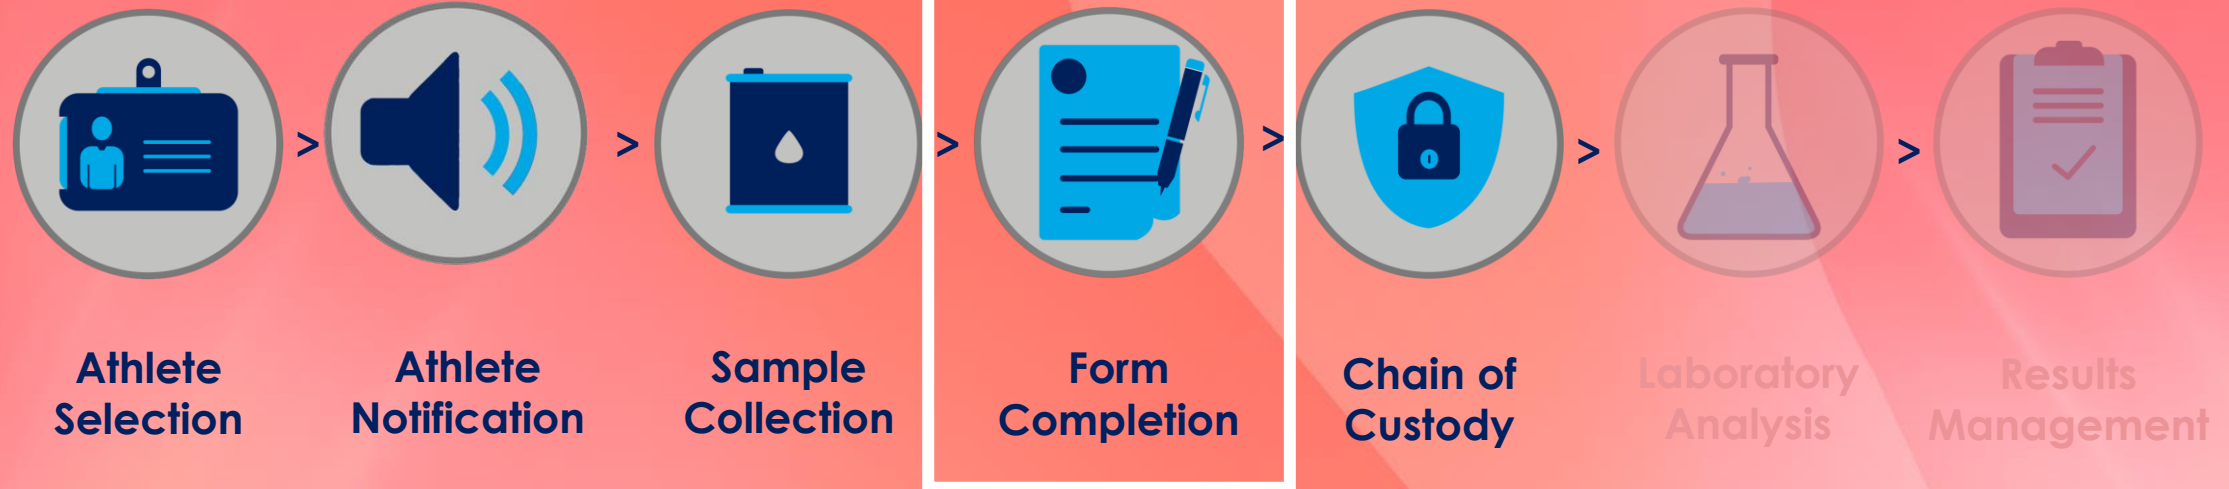 Athlete
Selection
>
Athlete
Notification
>
Sample
Collection
>
Form
Completion
>
Chain of
Custody
>
Laboratory
Analysis
>
Results
Management